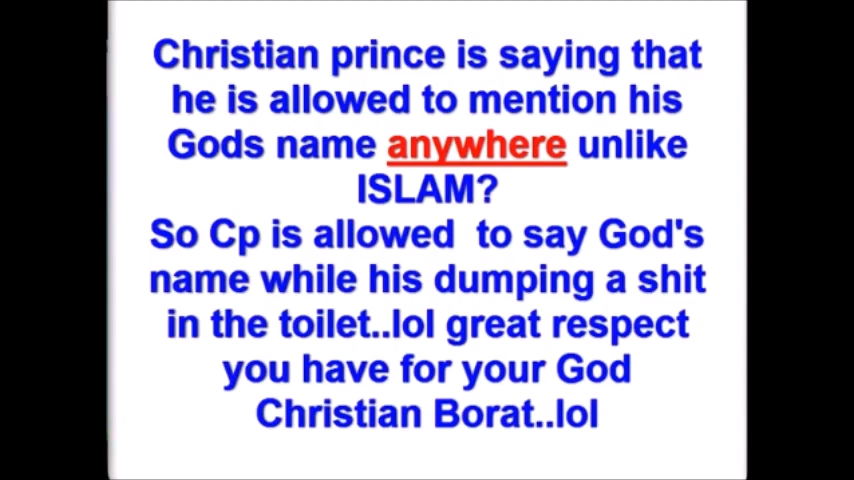 Christian prince is saying that
he is allowed to mention his
Gods name anywhere unlike
ISLAM?
So Cp is allowed  to say God's
name while his dumping a shit
in the toilet..lol great respect
you have for your God
Christian Borat..lol